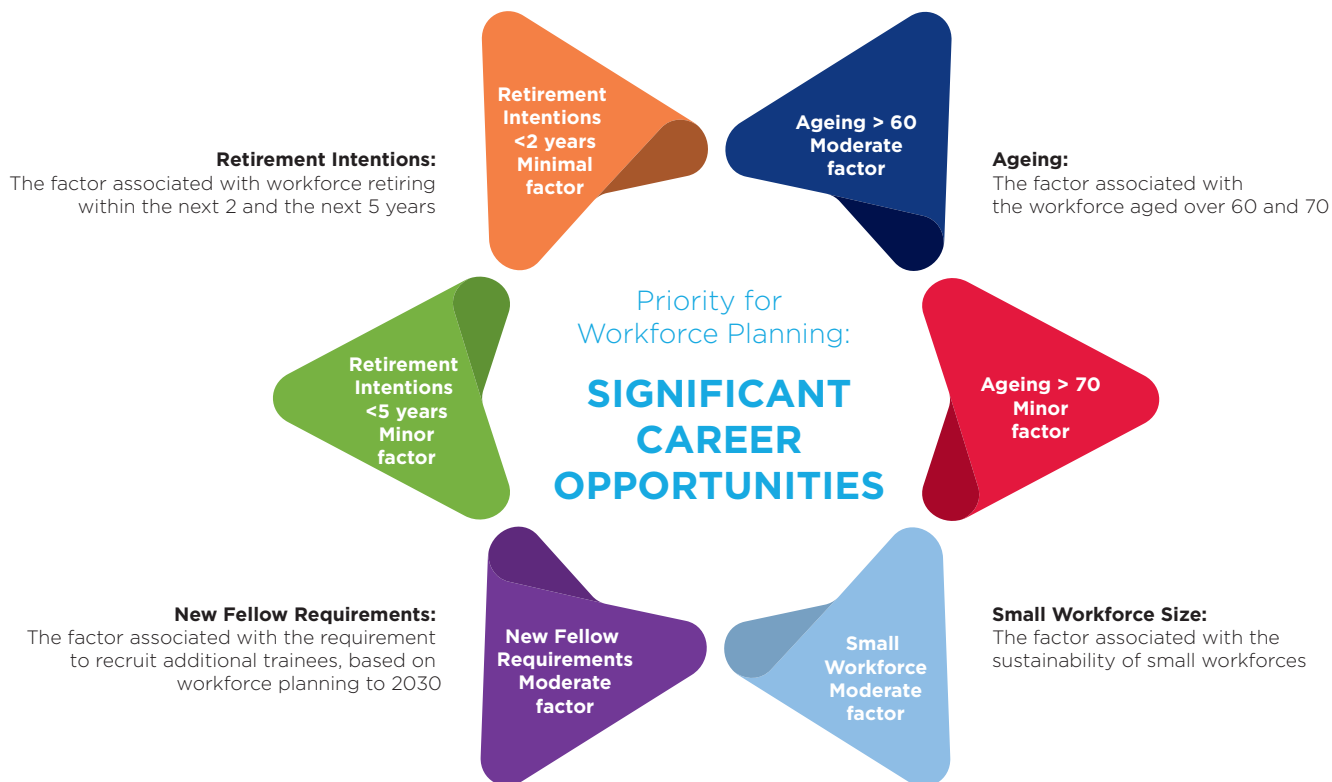 Retirement
Intentions
<2 years
Minimal
factor
Ageing > 60
Moderate
factor
Retirement Intentions:
The factor associated with workforce retiring
within the next 2 and the next 5 years
Ageing:
The factor associated with
the workforce aged over 60 and 70
Priority for
Workforce Planning:
SIGNIFICANT
CAREER
OPPORTUNITIES
Retirement
Intentions
<5 years
Minor
factor
Ageing > 70
Minor
factor
New Fellow Requirements:
The factor associated with the requirement
to recruit additional trainees, based on
workforce planning to 2030
New Fellow
Requirements
Moderate
factor
Small
Workforce
Moderate
factor
Small Workforce Size:
The factor associated with the
sustainability of small workforces